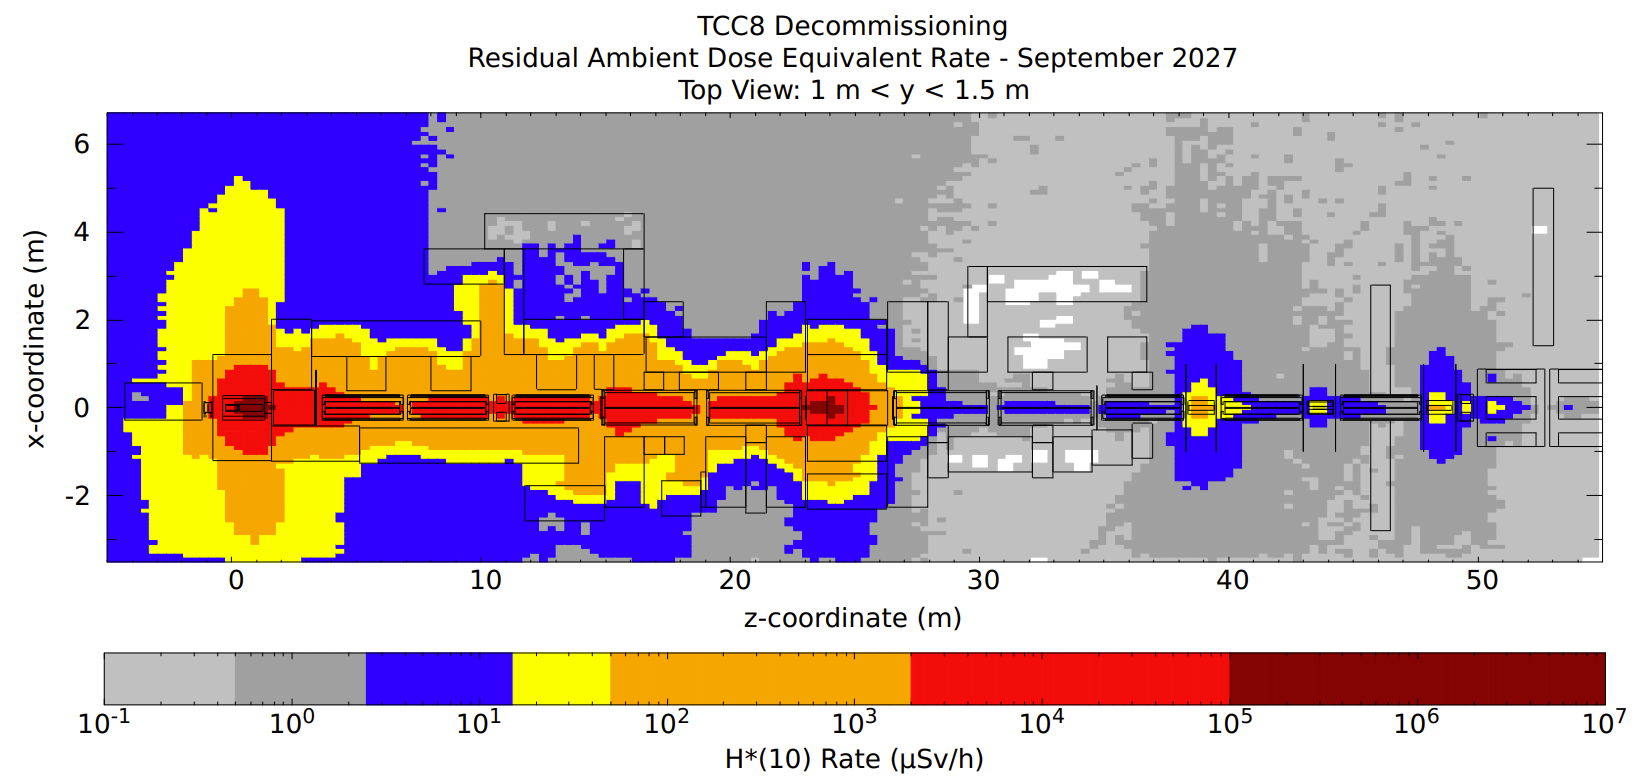 TCC8 Decommissioning
Residual Ambient Dose Equivalent Rate - September 2027
Top View: 1 m < y < 1.5 m
6
4
2
0
-2
x-coordinate (m)
0 10 20 30 40 50
z-coordinate (m)
10^-1 10^0 10^1 10^2 10^3 10^4 10^5 10^6 10^7
H*(10) Rate (μSv/h)